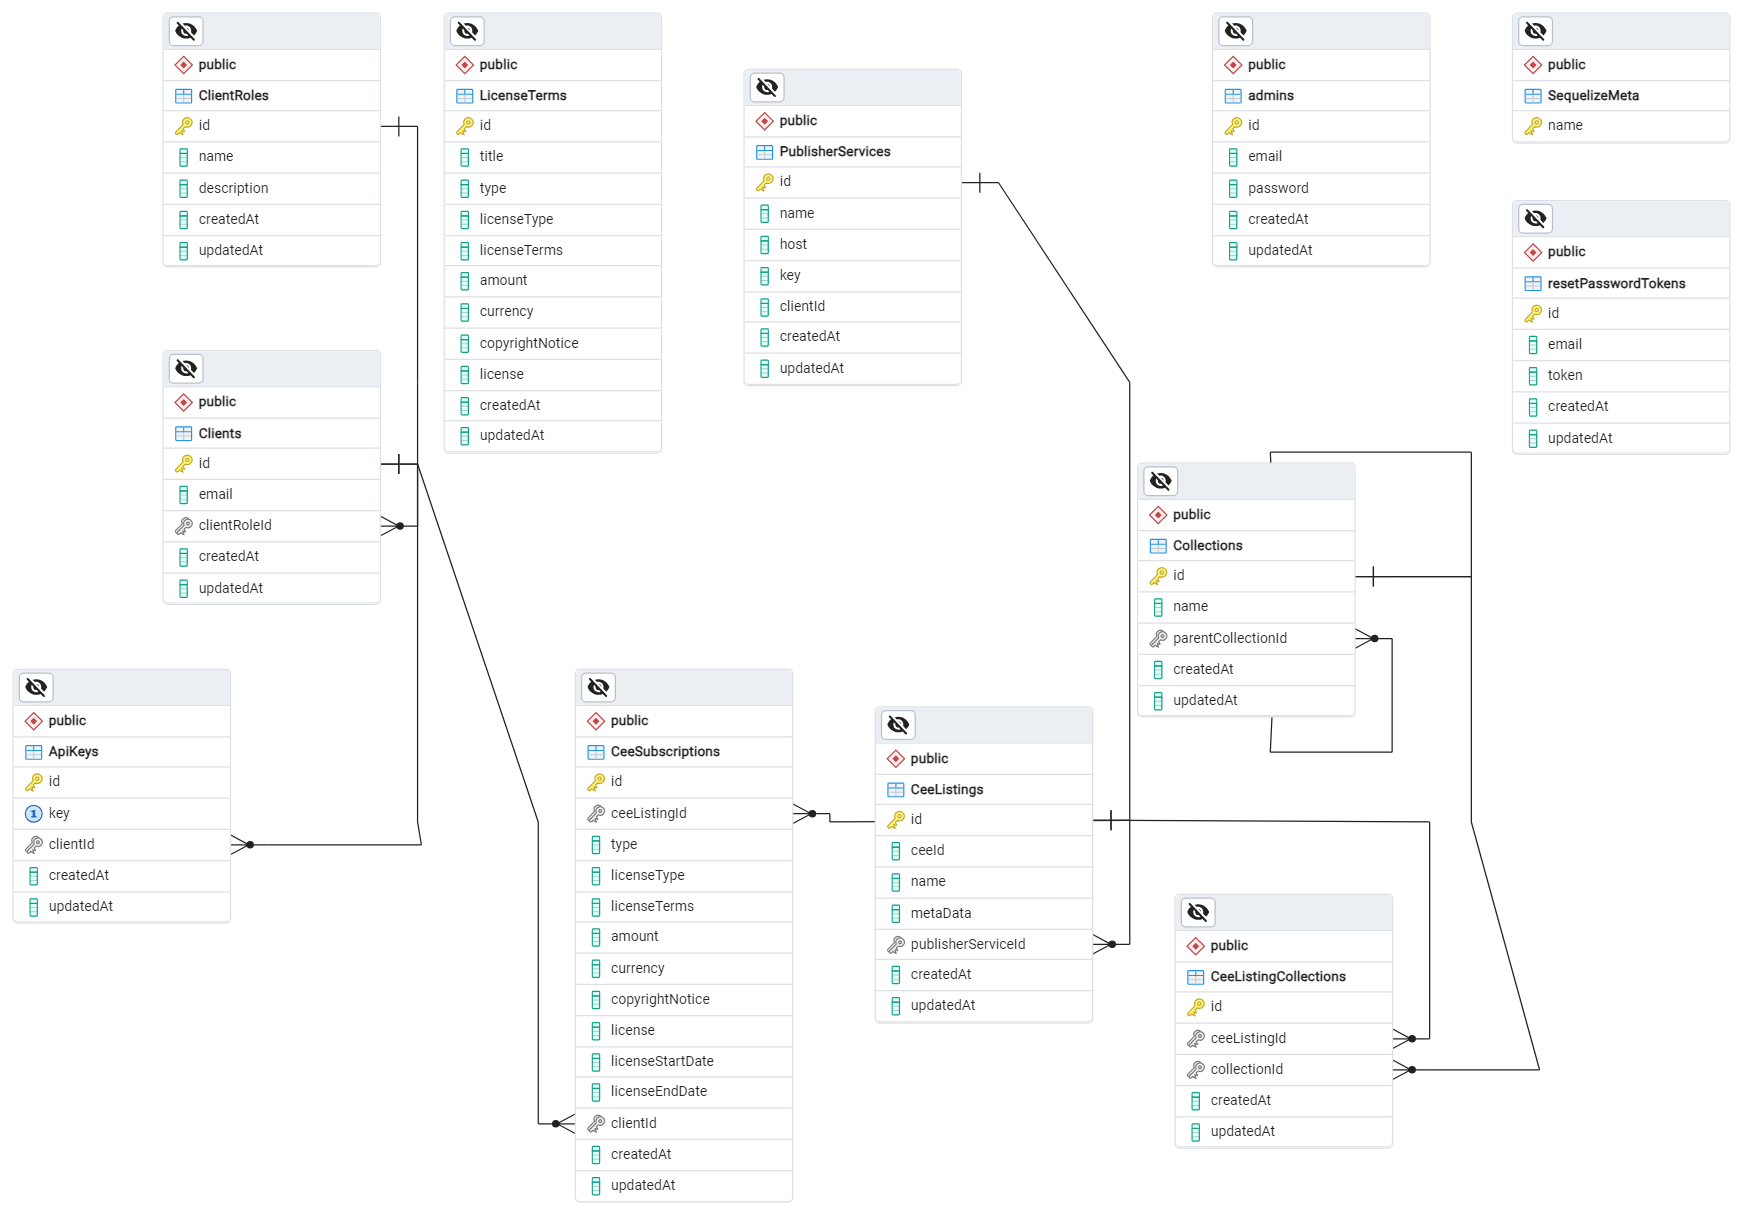 public
ClientRoles
id
name
description
createdAt
updatedAt
public
LicenseTerms
id
title
type
licenseType
licenseTerms
amount
currency
copyrightNotice
license
createdAt
updatedAt
public
PublisherServices
id
name
host
key
clientId
createdAt
updatedAt
public
admins
id
email
password
createdAt
updatedAt
public
SequelizeMeta
name
public
resetPasswordTokens
id
email
token
createdAt
updatedAt
public
Clients
id
email
clientRoleId
createdAt
updatedAt
public
Collections
id
name
parentCollectionId
createdAt
updatedAt
public
ApiKeys
id
1 key
clientId
createdAt
updatedAt
public
CeeSubscriptions
id
ceeListingId
type
licenseType
licenseTerms
amount
currency
copyrightNotice
license
licenseStartDate
licenseEndDate
clientId
createdAt
updatedAt
public
CeeListings
id
ceeId
name
metaData
publisherServiceId
createdAt
updatedAt
public
CeeListingCollections
id
ceeListingId
collectionId
createdAt
updatedAt